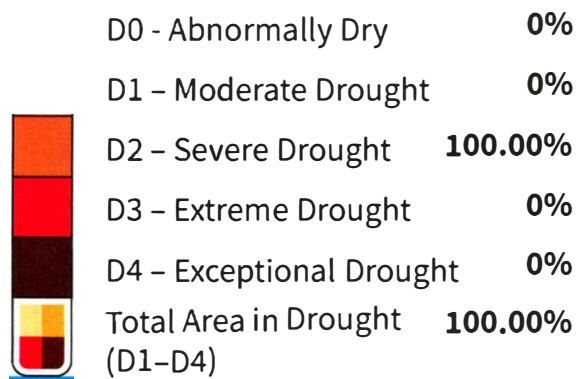 D0 - Abnormally Dry 0%
D1 – Moderate Drought 0%
D2 – Severe Drought 100.00%
D3 – Extreme Drought 0%
D4 – Exceptional Drought 0%
Total Area in Drought 100.00%
(D1–D4)